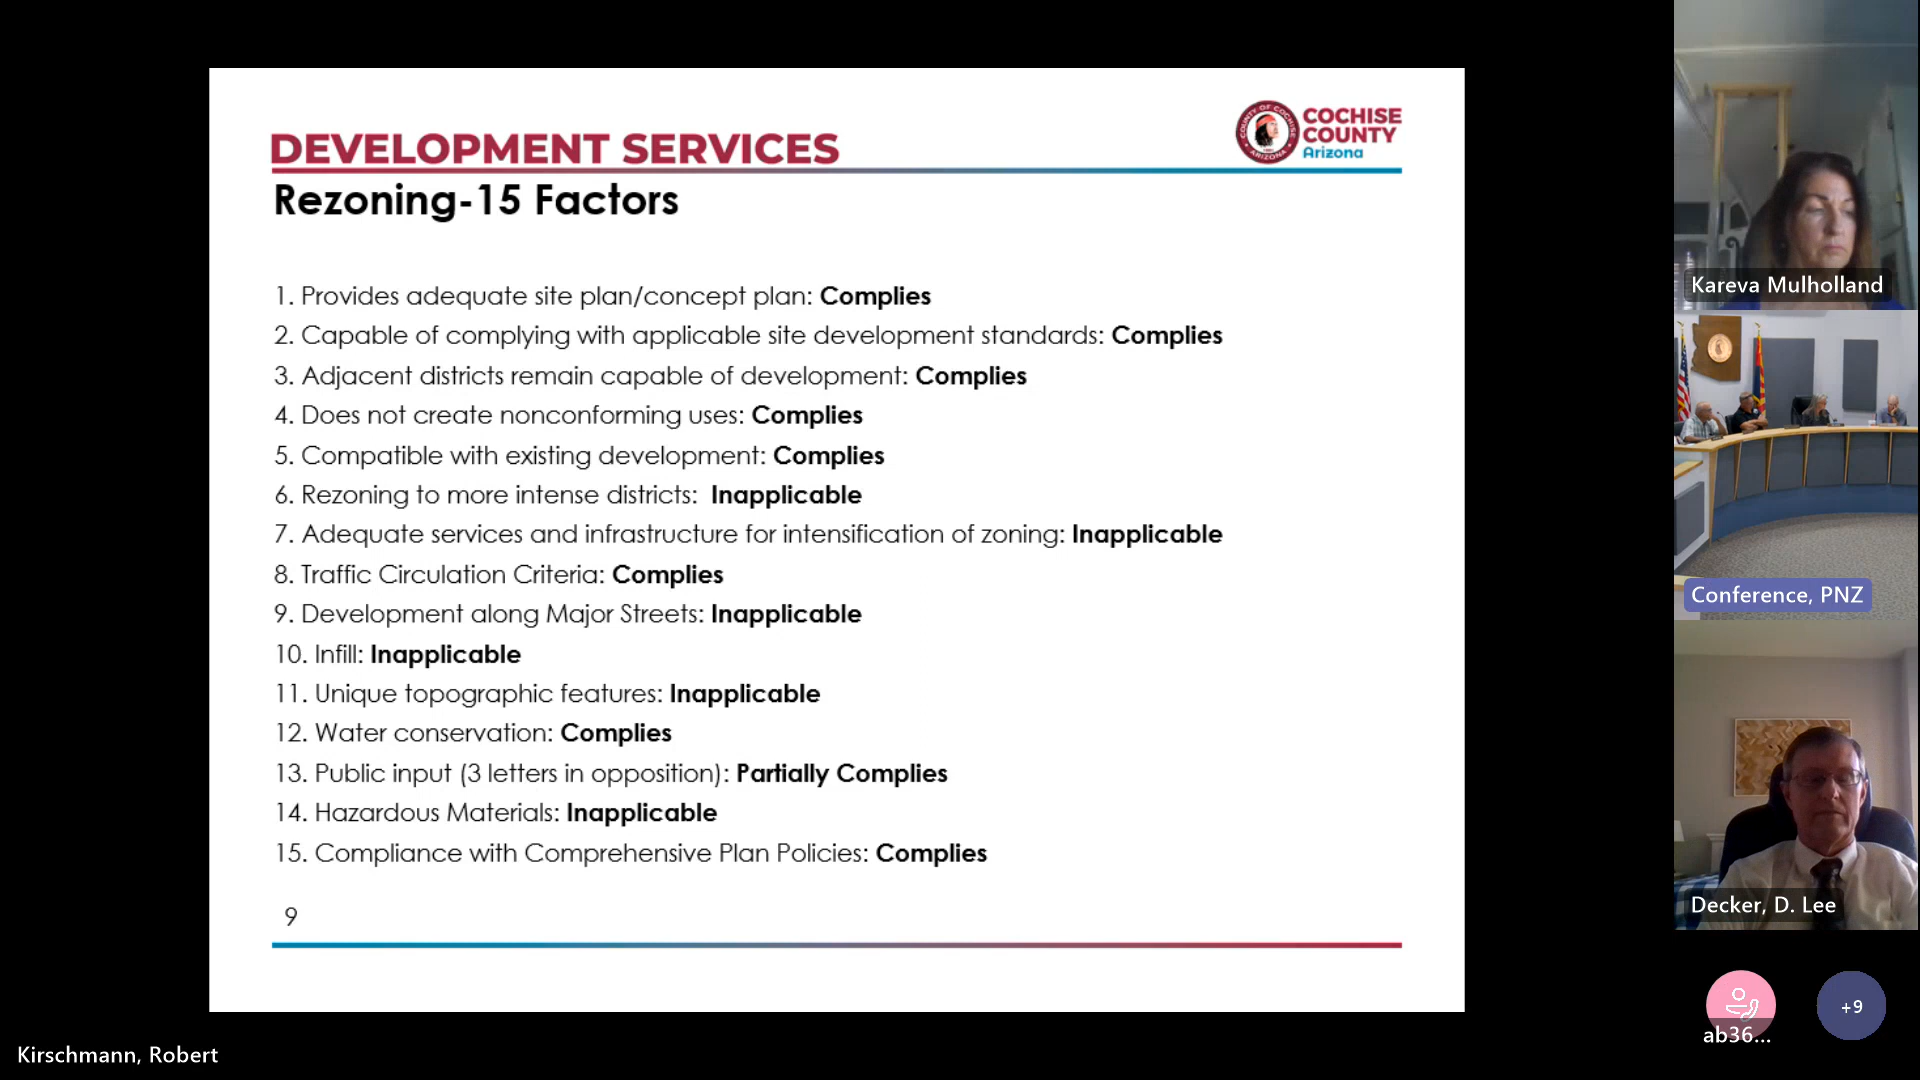 DEVELOPMENT SERVICES
COUNTY OF COCHISE
ARIZONA
COCHISE
COUNTY
Arizona
Rezoning-15 Factors
1. Provides adequate site plan/concept plan: Complies
2. Capable of complying with applicable site development standards: Complies
3. Adjacent districts remain capable of development: Complies
4. Does not create nonconforming uses: Complies
5. Compatible with existing development: Complies
6. Rezoning to more intense districts: Inapplicable
7. Adequate services and infrastructure for intensification of zoning: Inapplicable
8. Traffic Circulation Criteria: Complies
9. Development along Major Streets: Inapplicable
10. Infill: Inapplicable
11. Unique topographic features: Inapplicable
12. Water conservation: Complies
13. Public input (3 letters in opposition): Partially Complies
14. Hazardous Materials: Inapplicable
15. Compliance with Comprehensive Plan Policies: Complies
9
Kirschmann, Robert
Kareva Mulholland
Conference, PNZ
Decker, D. Lee
ab36...
+9